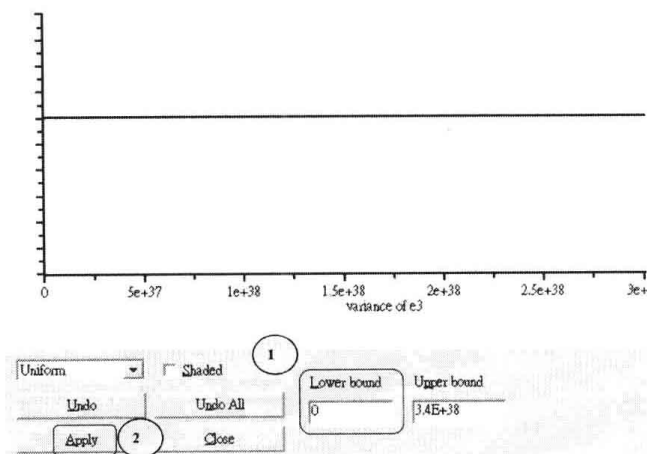 0 5e+37 1e+38 1.5e+38 2e+38 2.5e+38 3e+
variance of e3
1
Uniform Shaded
Lower bound Upper bound
Undo Undo All
0 3.4E+38
Apply 2 Close